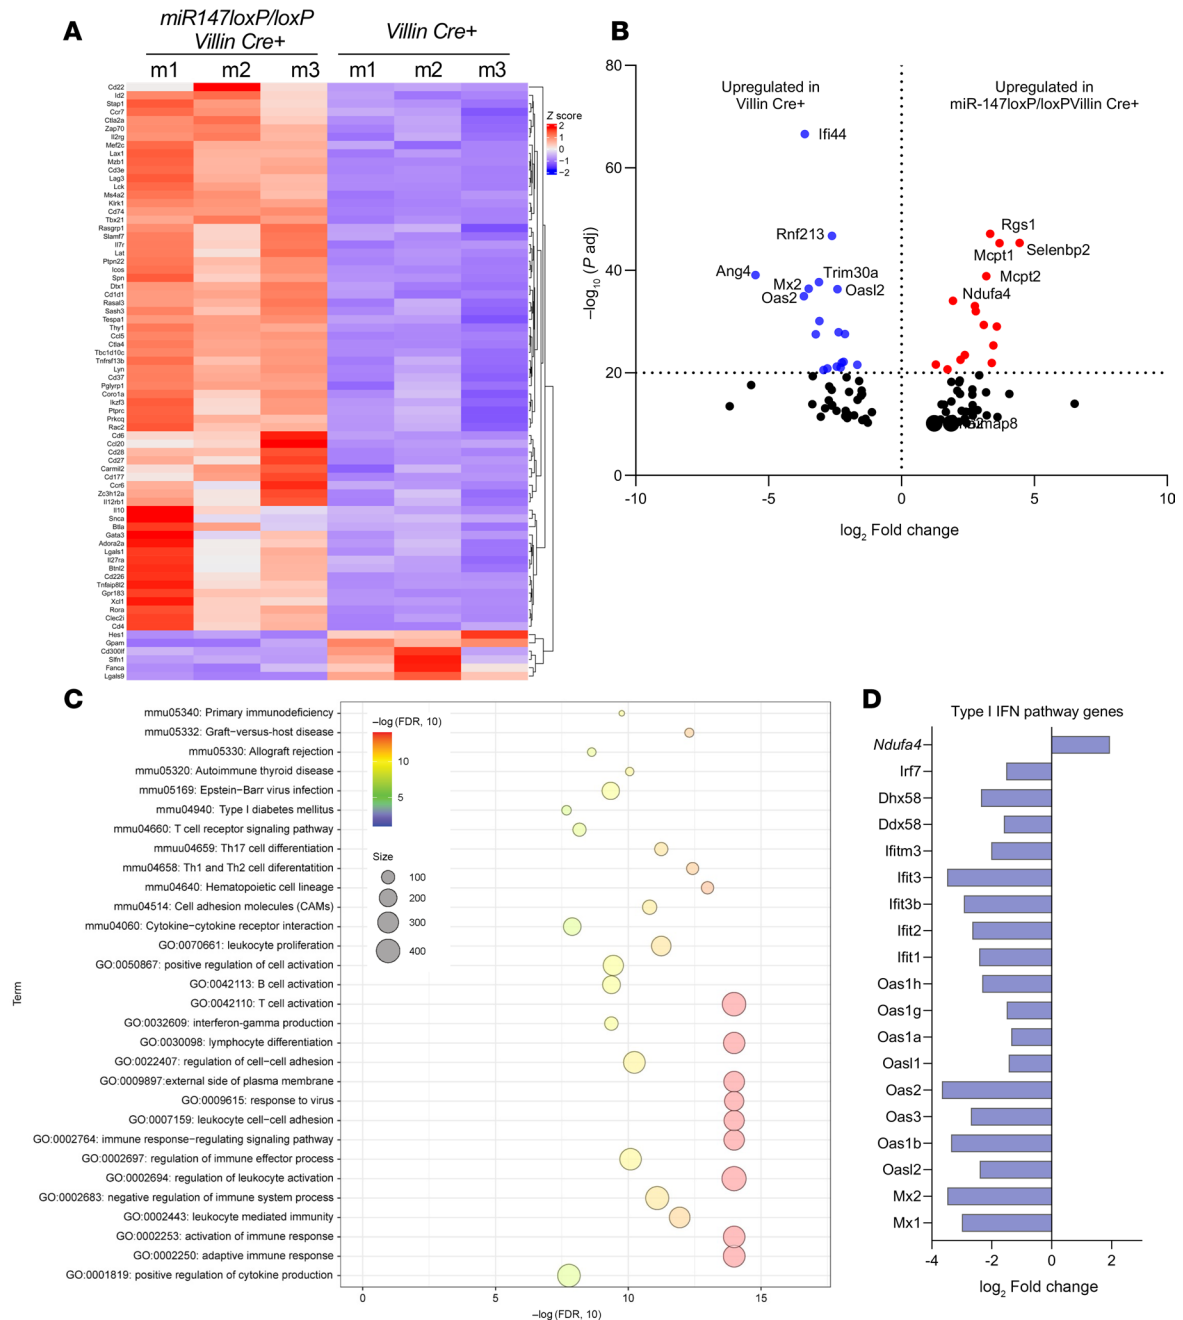 A
miR147loxP/loxP
Villin Cre+
Villin Cre+
m1
m2
m3
m1
m2
m3
Cd22
Id2
Stap1
Ccr7
Ctla2a
Zap70
Il2rg
Mef2c
Lax1
Mzb1
Cd3e
Lag3
Lck
Ms4a2
Klrk1
Cd74
Tbx21
Rasgrp1
Slamf7
Il7r
Lat
Ptpn22
Icos
Spn
Dtx1
Cd1d1
Rasal3
Sash3
Tespa1
Thy1
Ccl5
Ctla4
Tbc1d10c
Tnfrsf13b
Lyn
Cd37
Pglyrp1
Coro1a
Ikzf3
Ptprc
Prkcq
Rac2
Cd6
Ccl20
Cd28
Cd27
Carmil2
Cd177
Ccr6
Zc3h12a
Il12rb1
Il10
Snca
Btla
Gata3
Adora2a
Lgals1
Il27ra
Btnl2
Cd226
Tnfaip8l2
Gpr183
Xcl1
Rora
Clec2i
Cd4
Hes1
Gpam
Cd300lf
Slfn1
Fanca
Lgals9
Z score
2
1
0
−1
−2
B
80
60
40
20
0
−log10 (P adj)
Upregulated in
Villin Cre+
Upregulated in
miR-147loxP/loxPVillin Cre+
Ifi44
Rnf213
Ang4
Trim30a
Mx2
Oasl2
Oas2
Rgs1
Mcpt1
Selenbp2
Mcpt2
Ndufa4
-10
-5
0
5
10
log2 Fold change
C
Term
mmu05340: Primary immunodeficiency
mmu05332: Graft−versus−host disease
mmu05330: Allograft rejection
mmu05320: Autoimmune thyroid disease
mmu05169: Epstein−Barr virus infection
mmu04940: Type I diabetes mellitus
mmu04660: T cell receptor signaling pathway
mmuu04659: Th17 cell differentiation
mmu04658: Th1 and Th2 cell diferentatition
mmu04640: Hematopoietic cell lineage
mmu04514: Cell adhesion molecules (CAMs)
mmu04060: Cytokine−cytokine receptor interaction
GO:0070661: leukocyte proliferation
GO:0050867: positive regulation of cell activation
GO:0042113: B cell activation
GO:0042110: T cell activation
GO:0032609: interferon-gamma production
GO:0030098: lymphocyte differentiation
GO:0022407: regulation of cell−cell adhesion
GO:0009897:external side of plasma membrane
GO:0009615: response to virus
GO:0007159: leukocyte cell-cell adhesion
GO:0002764: immune response−regulating signaling pathway
GO:0002697: regulation of immune effector process
GO:0002694: regulation of leukocyte activation
GO:0002683: negative regulation of immune system process
GO:0002443: leukocyte mediated immunity
GO:0002253: activation of immune response
GO:0002250: adaptive immune response
GO:0001819: positive regulation of cytokine production
−log (FDR, 10)
10
5
Size
100
200
300
400
0
5
10
15
−log (FDR, 10)
D
Type I IFN pathway genes
Ndufa4
Irf7
Dhx58
Ddx58
Ifitm3
Ifit3
Ifit3b
Ifit2
Ifit1
Oas1h
Oas1g
Oas1a
Oasl1
Oas2
Oas3
Oas1b
Oasl2
Mx2
Mx1
-4
-2
0
2
log2 Fold change